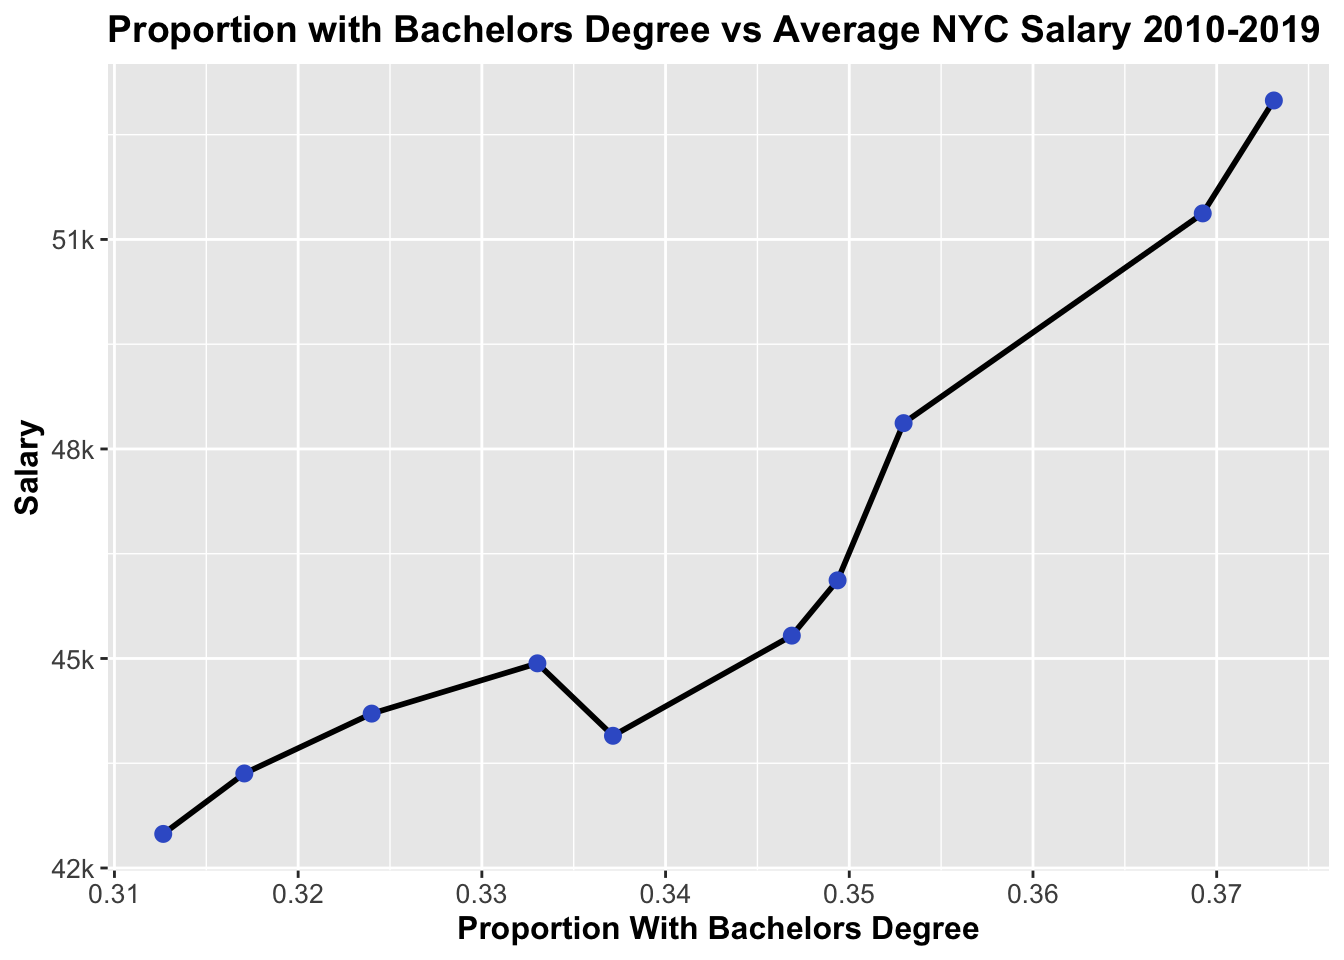 Proportion with Bachelors Degree vs Average NYC Salary 2010-2019
Salary
51k
48k
45k
42k
0.31 0.32 0.33 0.34 0.35 0.36 0.37
Proportion With Bachelors Degree